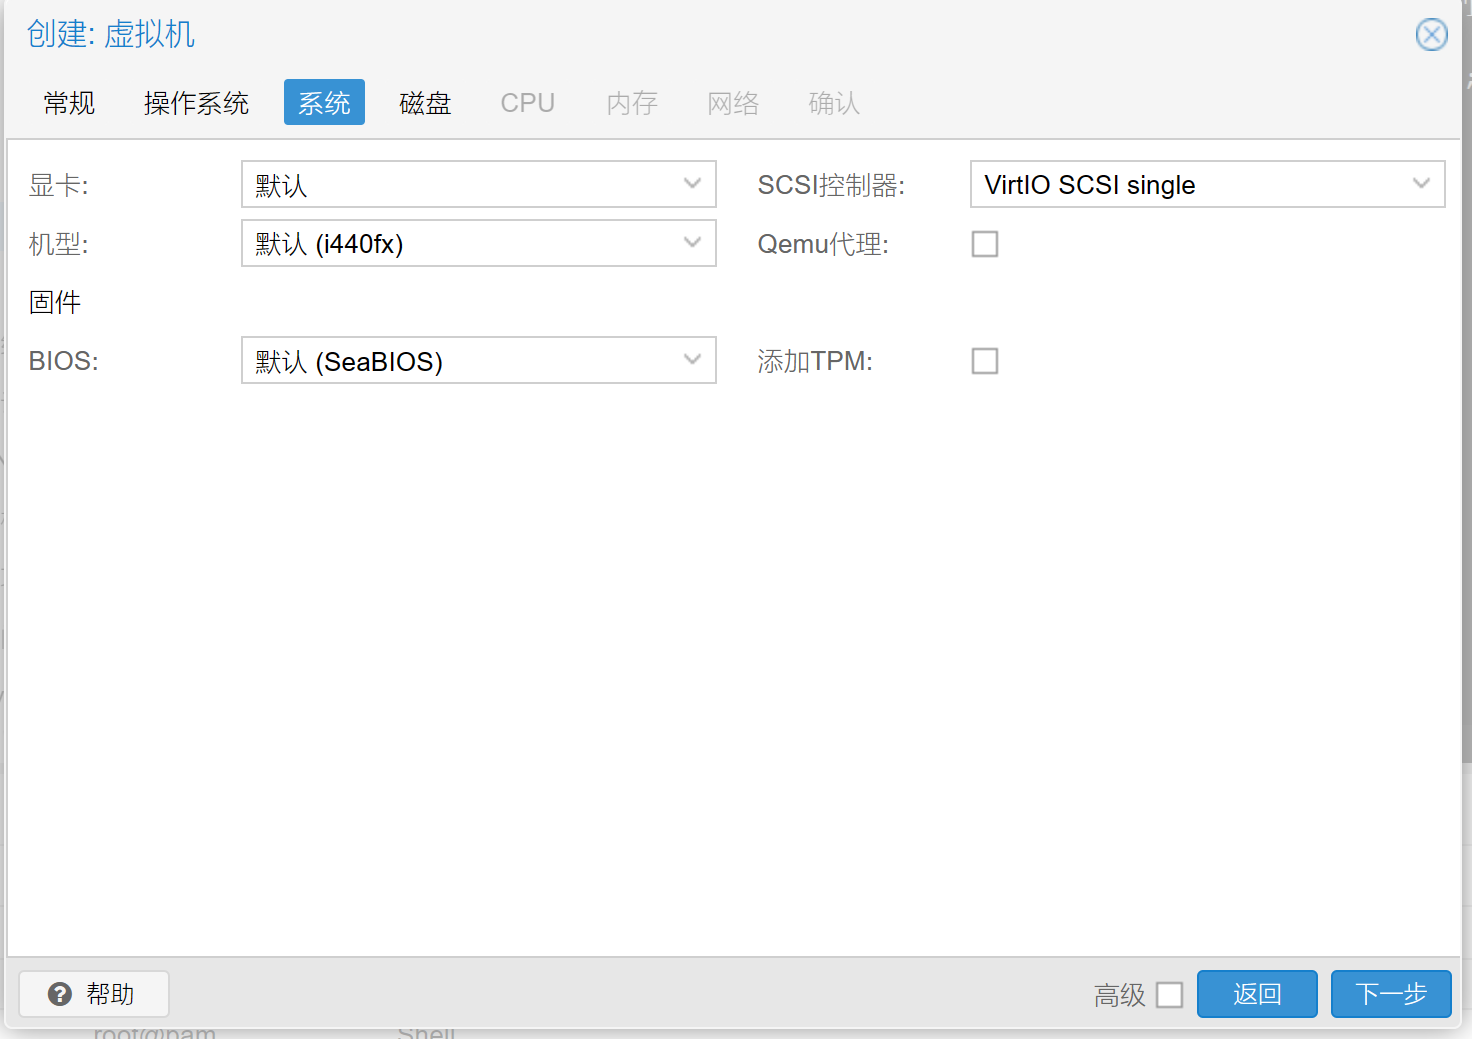 创建: 虚拟机
常规 操作系统 系统 磁盘 CPU 内存 网络 确认
显卡: 默认 SCSI控制器: VirtIO SCSI single
机型: 默认 (i440fx) Qemu代理:
固件
BIOS: 默认 (SeaBIOS) 添加TPM:
帮助 高级 返回 下一步
root@pam Shell